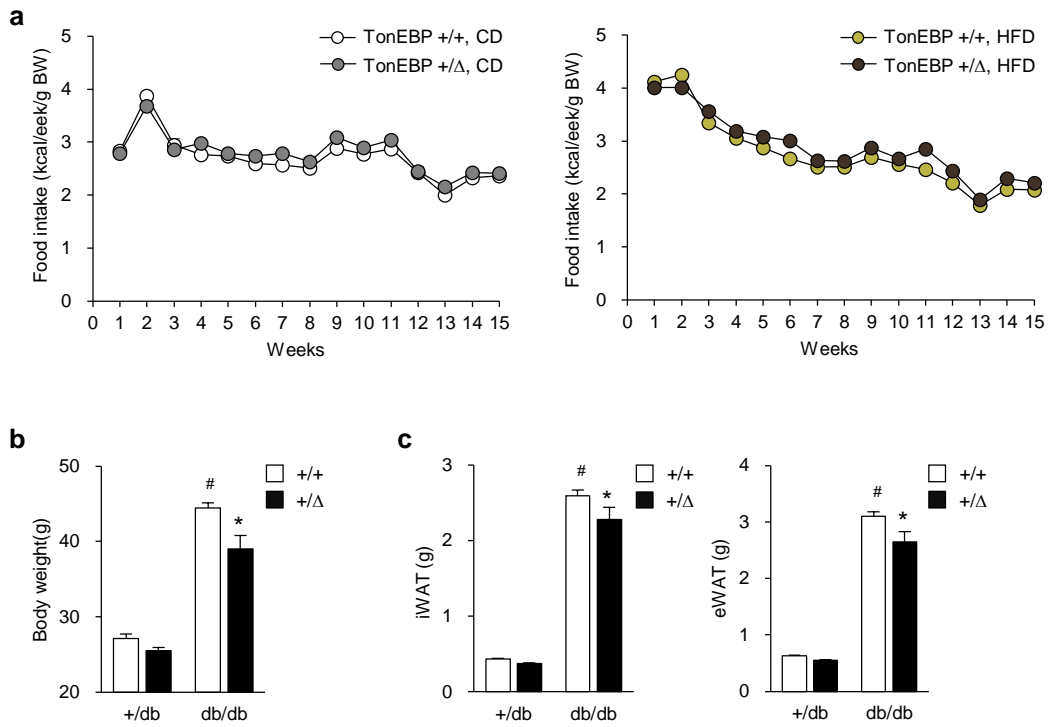 a
TonEBP +/+, CD
TonEBP +/Δ, CD
Food intake (kcal/eek/g BW)
5
4
3
2
1
0
0 1 2 3 4 5 6 7 8 9 10 11 12 13 14 15
Weeks
TonEBP +/+, HFD
TonEBP +/Δ, HFD
Food intake (kcal/eek/g BW)
5
4
3
2
1
0
0 1 2 3 4 5 6 7 8 9 10 11 12 13 14 15
Weeks
b
+/+
+/Δ
Body weight(g)
50
40
30
20
#
*
+/db db/db
c
+/+
+/Δ
iWAT (g)
3
2
1
0
#
*
+/db db/db
+/+
+/Δ
eWAT (g)
4
3
2
1
0
#
*
+/db db/db